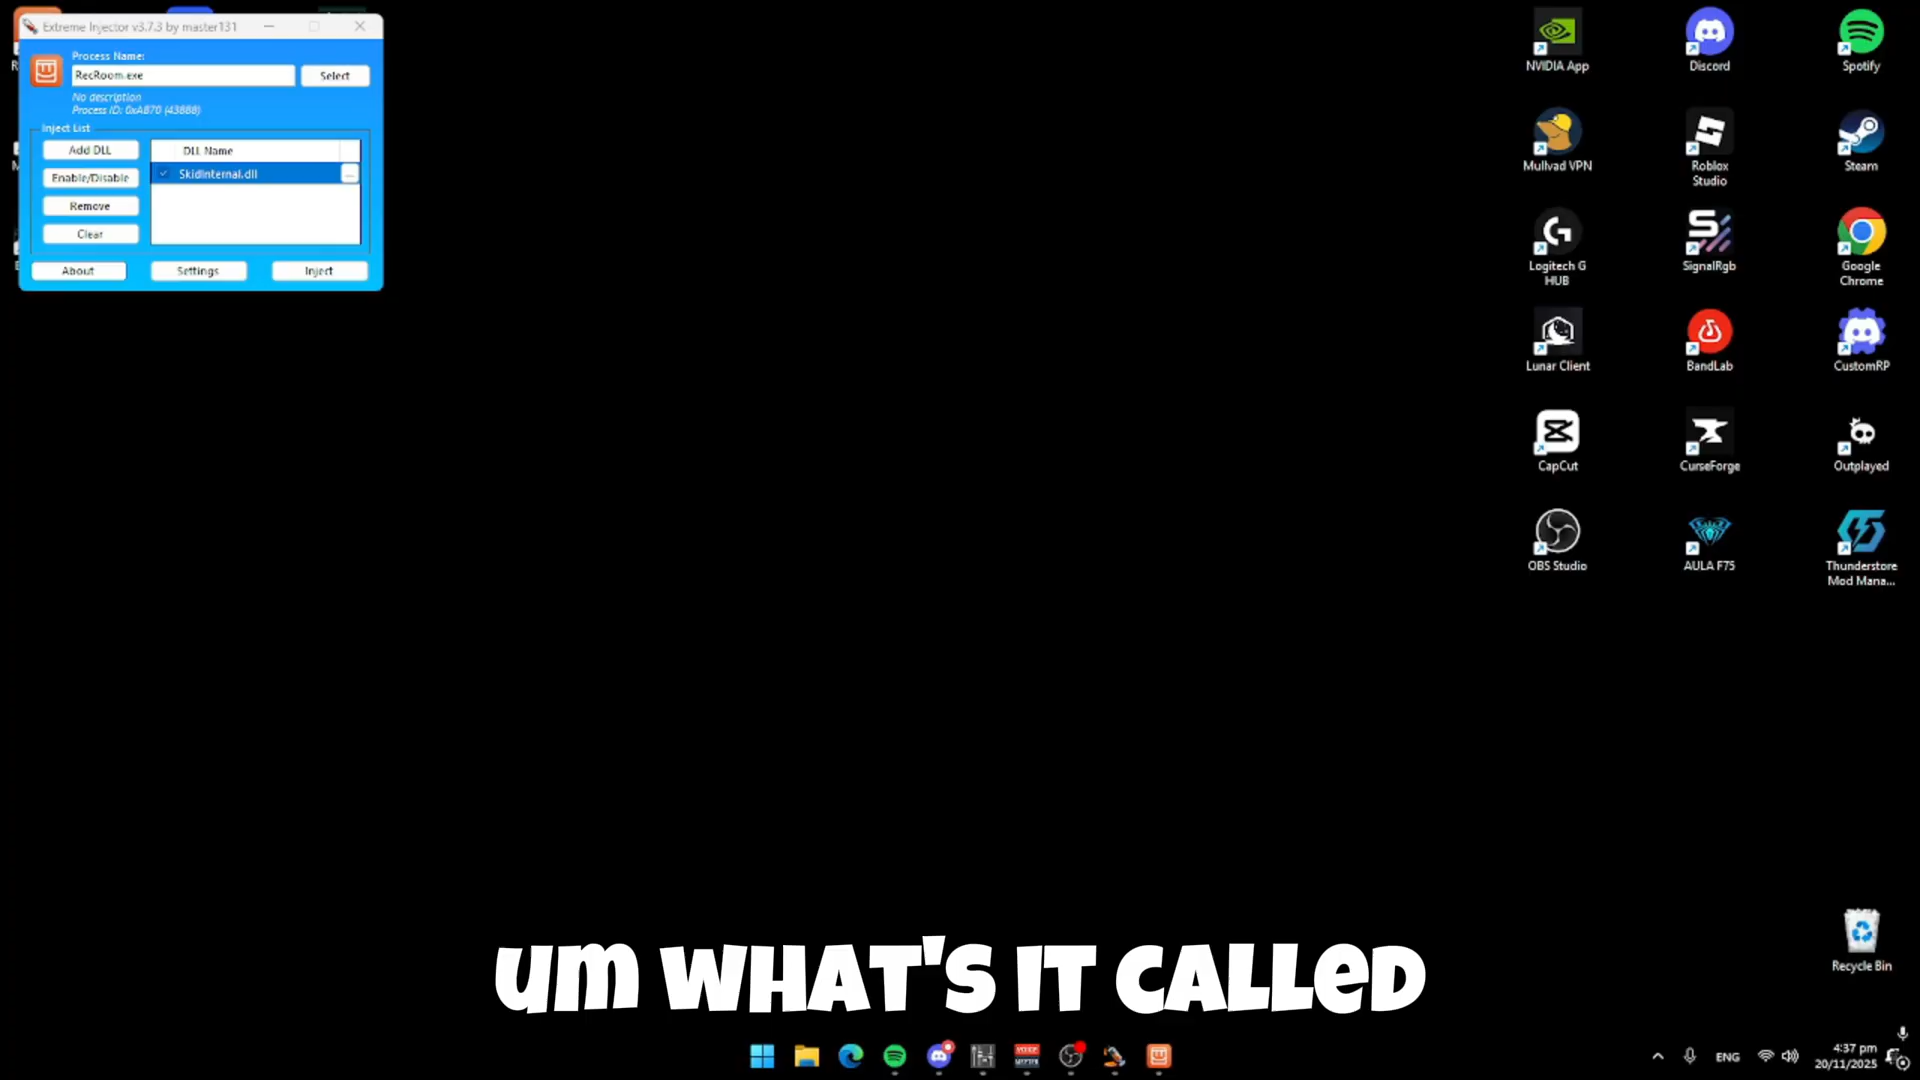 Extreme Injector v3.7.3 by master131
Process Name:
RecRoom.exe
Select
No description
Process ID: 0xAB70 (43888)
Inject List
Add DLL
DLL Name
Enable/Disable
SkidInternal.dll
...
Remove
Clear
About
Settings
Inject
NVIDIA App
Discord
Spotify
Mullvad VPN
Roblox
Studio
Steam
Logitech G
HUB
SignalRgb
Google
Chrome
Lunar Client
BandLab
CustomRP
CapCut
CurseForge
Outplayed
OBS Studio
AULA F75
Thunderstore
Mod Mana...
Recycle Bin
um what's it called
ENG
4:37 pm
20/11/2025